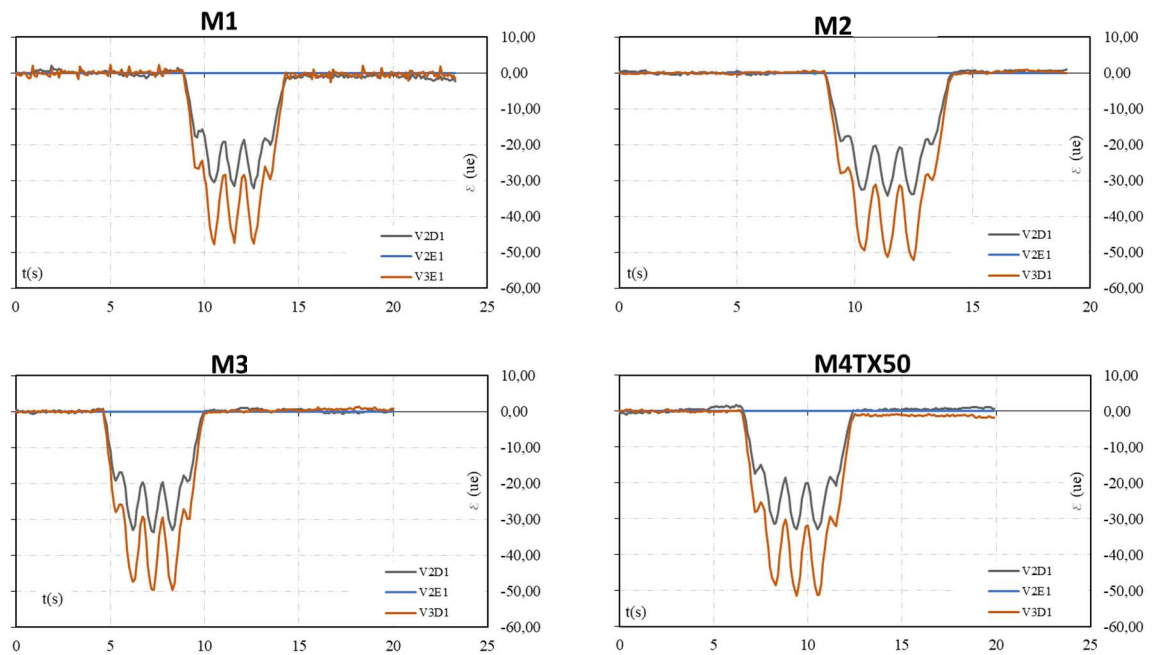 M1
10,00
0,00
-10,00
-20,00
-30,00
-40,00
-50,00
-60,00
ε (ue)
V2D1
V2E1
V3E1
t(s)
0 5 10 15 20 25
M2
10,00
0,00
-10,00
-20,00
-30,00
-40,00
-50,00
-60,00
ε (ue)
V2D1
V2E1
V3D1
t(s)
0 5 10 15 20
M3
10,00
0,00
-10,00
-20,00
-30,00
-40,00
-50,00
-60,00
ε (ue)
V2D1
V2E1
V3D1
t(s)
0 5 10 15 20 25
M4TX50
10,00
0,00
-10,00
-20,00
-30,00
-40,00
-50,00
-60,00
ε (ue)
V2D1
V2E1
V3D1
t(s)
0 5 10 15 20 25